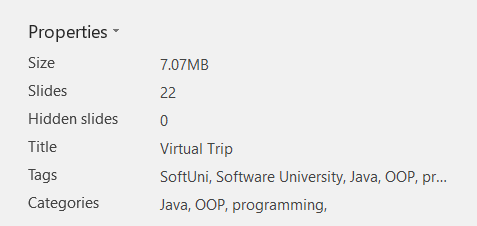 Properties
Size 7.07MB
Slides 22
Hidden slides 0
Title Virtual Trip
Tags SoftUni, Software University, Java, OOP, pr...
Categories Java, OOP, programming,